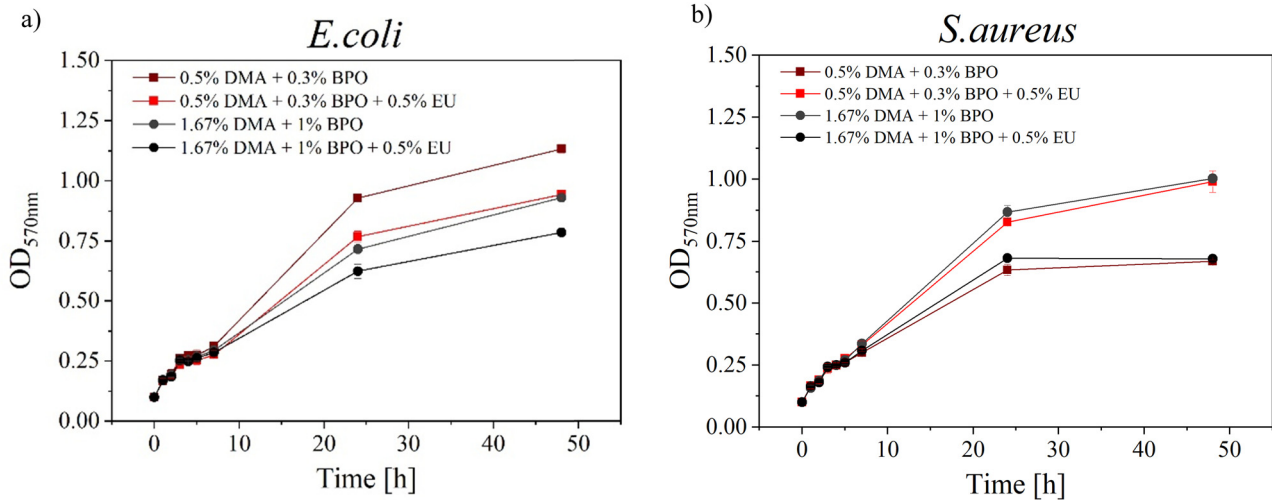 a)
E.coli
0.5% DMA + 0.3% BPO
0.5% DMA + 0.3% BPO + 0.5% EU
1.67% DMA + 1% BPO
1.67% DMA + 1% BPO + 0.5% EU
1.50
1.25
1.00
0.75
0.50
0.25
0.00
OD570nm
0
10
20
30
40
50
Time [h]
b)
S.aureus
0.5% DMA + 0.3% BPO
0.5% DMA + 0.3% BPO + 0.5% EU
1.67% DMA + 1% BPO
1.67% DMA + 1% BPO + 0.5% EU
1.50
1.25
1.00
0.75
0.50
0.25
0.00
OD570nm
0
10
20
30
40
50
Time [h]